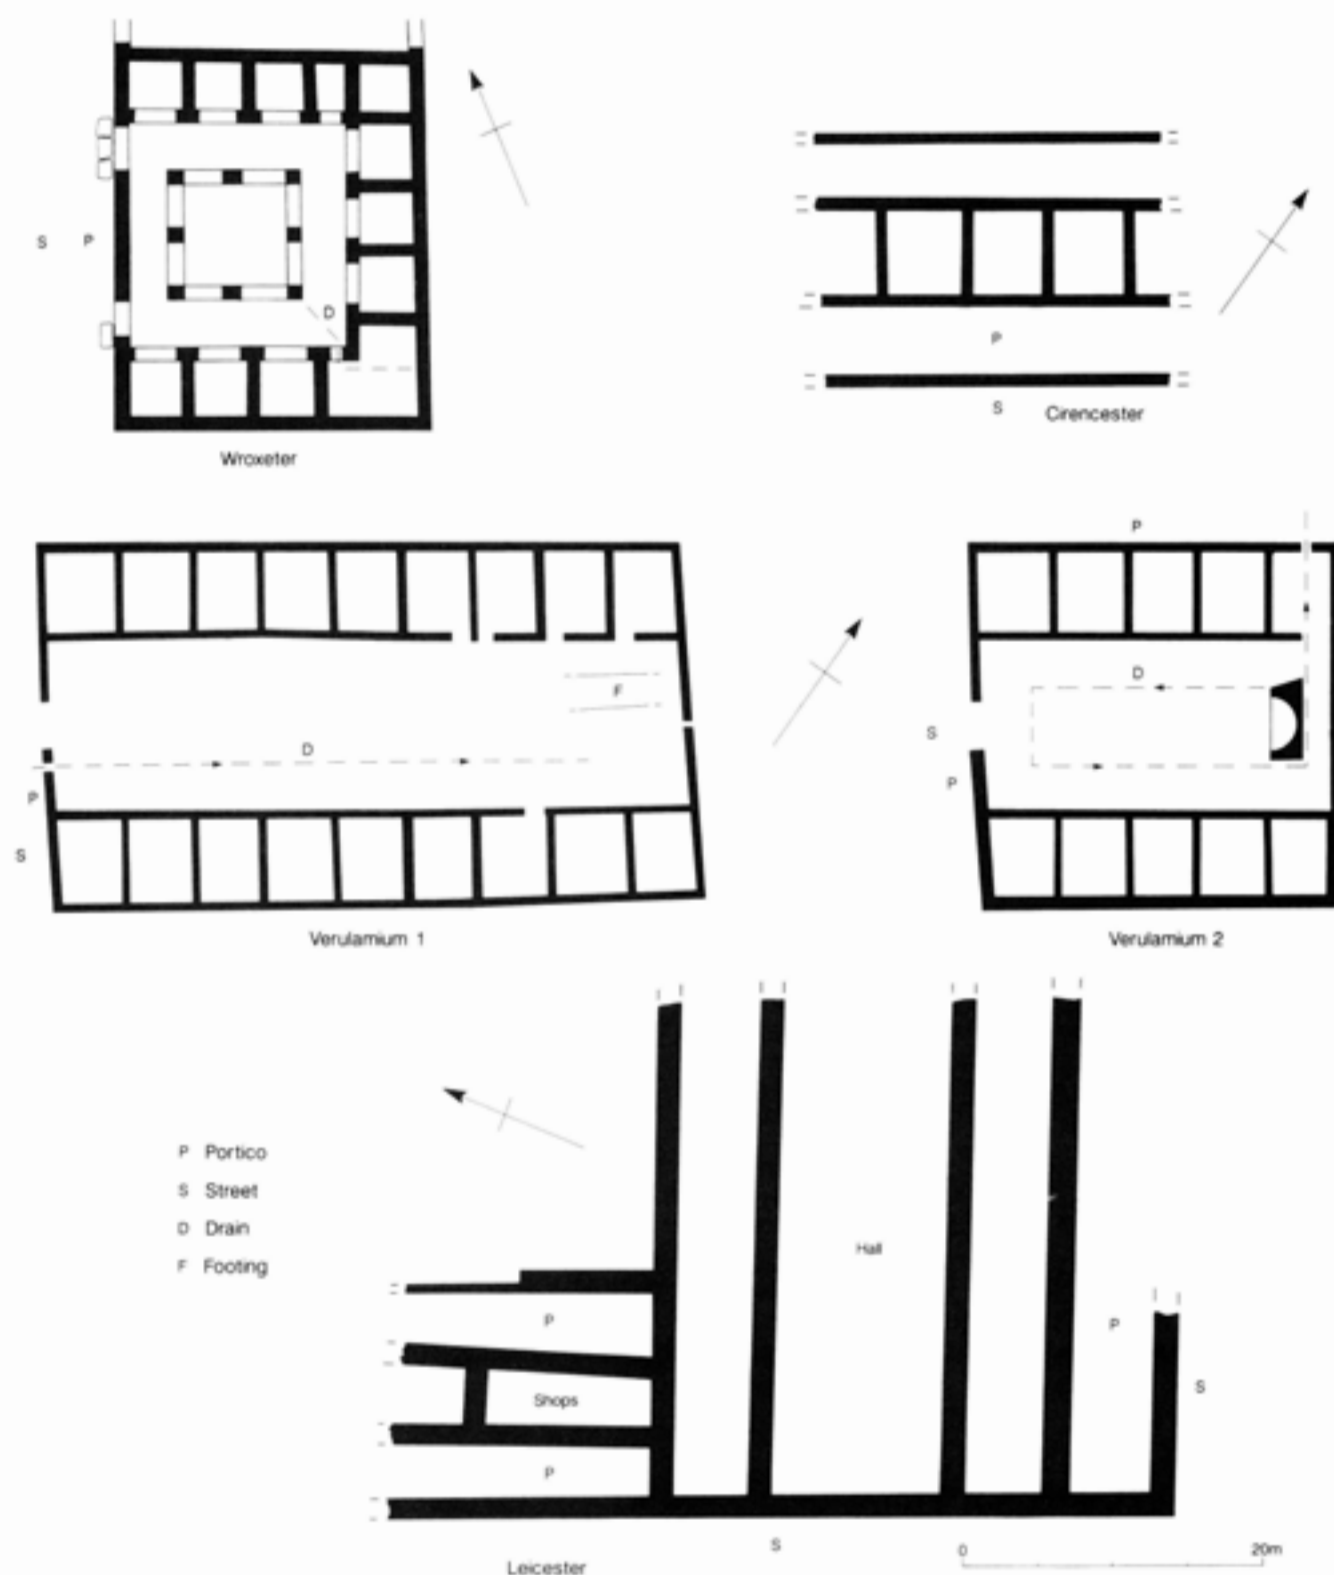 S P
D
Wroxeter
P
S Cirencester
P
F
D
D
S
P
P
S
Verulamium 1
Verulamium 2
P Portico
S Street
D Drain
F Footing
Hall
P
P
S
Shops
P
S
0 20m
Leicester